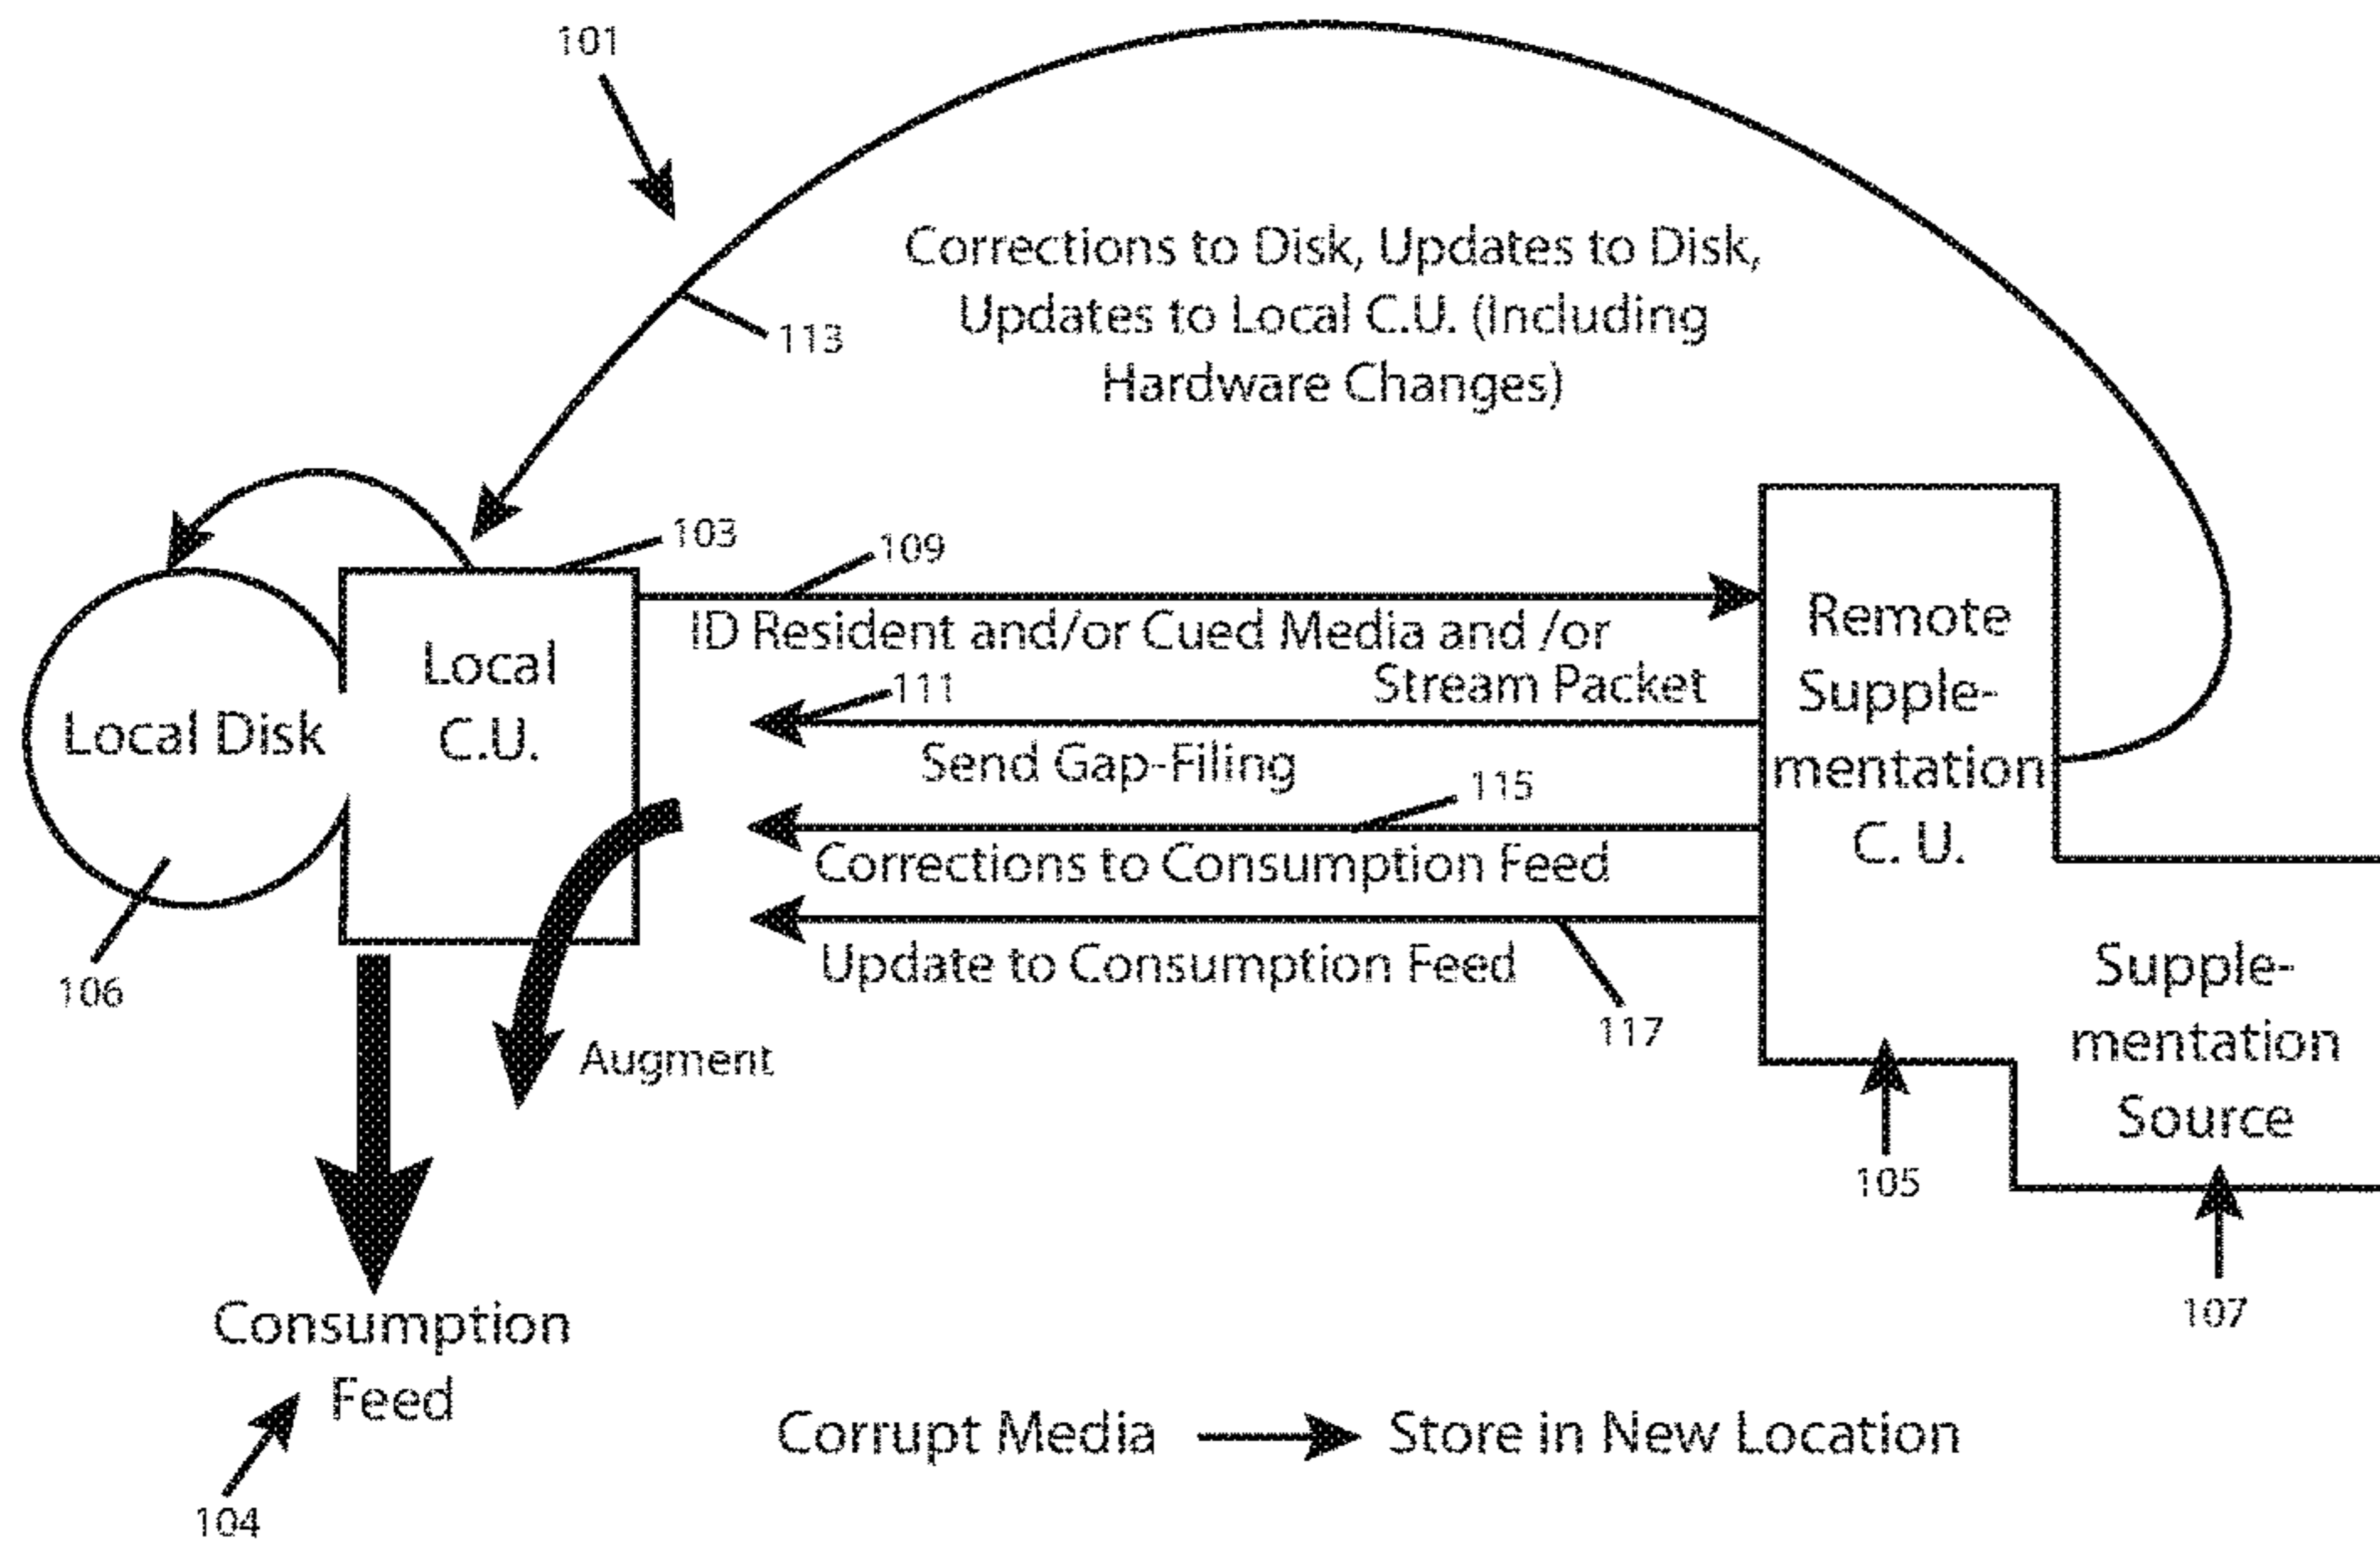 101
Corrections to Disk, Updates to Disk,
Updates to Local C.U. (Including
Hardware Changes)
113
103
109
ID Resident and/or Cued Media and /or
Stream Packet
111
Send Gap-Filing
115
Corrections to Consumption Feed
Update to Consumption Feed
117
Local Disk
Local
C.U.
106
Remote
Supple-
mentation
C. U.
105
Supple-
mentation
Source
107
Augment
Consumption
Feed
104
Corrupt Media
Store in New Location